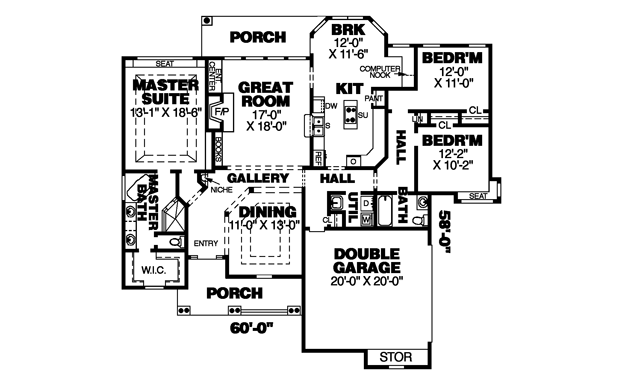 PORCH
BRK
12'-0"
X 11'-6"
COMPUTER
NOOK
BEDR'M
12'-0"
X 11'-0"
SEAT
MASTER
SUITE
13'-1" X 18'-6"
ENT
CENTER
F/P
BOOKS
GREAT
ROOM
17'-0"
X 18'-0"
KIT
DW
S
SU
PANT
REF
LIN
CL
CL
HALL
BEDR'M
12'-2"
X 10'-2"
SEAT
GALLERY
HALL
NICHE
MASTER
BATH
DINING
11'-0" X 13'-0"
UTIL
D
W
CL
BATH
58'-0"
ENTRY
W.I.C.
DOUBLE
GARAGE
20'-0" X 20'-0"
PORCH
60'-0"
STOR